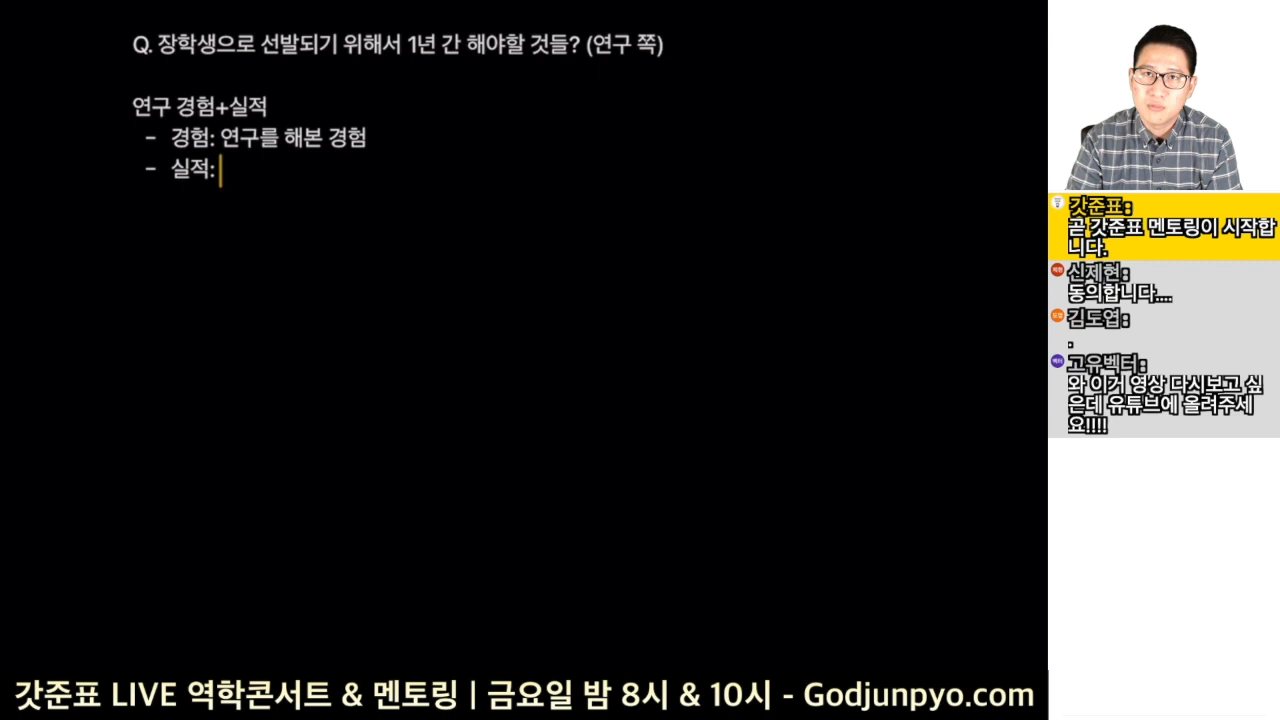 Q. 장학생으로 선발되기 위해서 1년 간 해야할 것들? (연구 쪽)
연구 경험+실적
- 경험: 연구를 해본 경험
- 실적:
갓준표:
곧 갓준표 멘토링이 시작합
니다.
신제현:
동의합니다....
김도엽:
.
고유벡터:
와 이거 영상 다시보고 싶
은데 유튜브에 올려주세
요!!!!
갓준표 LIVE 역학콘서트 & 멘토링 | 금요일 밤 8시 & 10시 - Godjunpyo.com